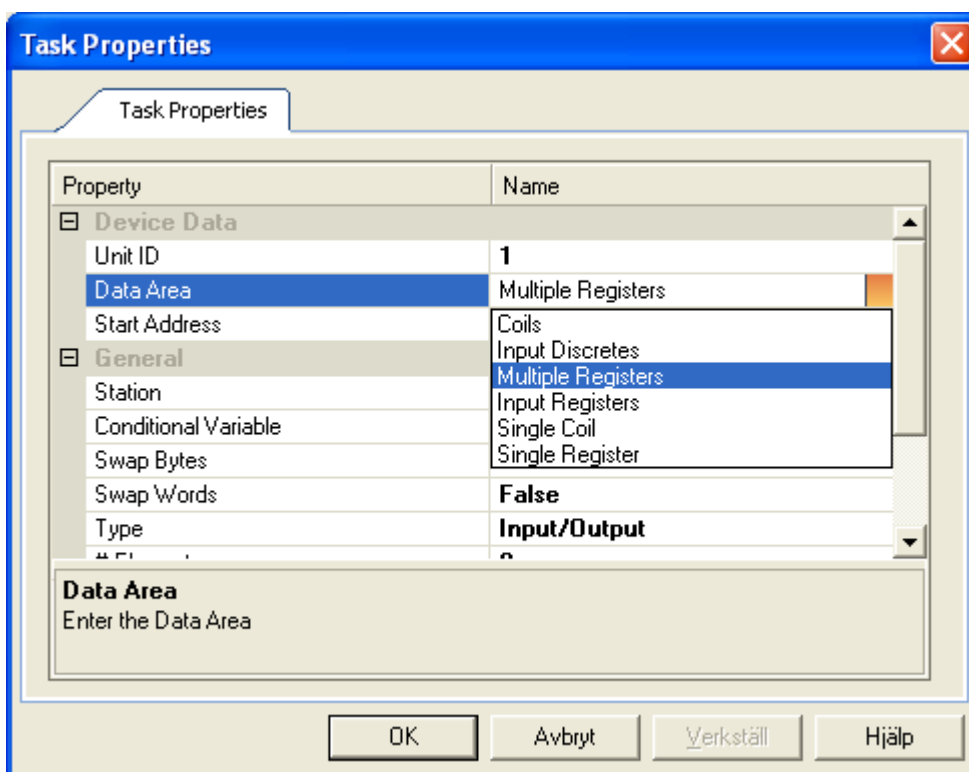 Task Properties
Task Properties
Property Name
Device Data
Unit ID 1
Data Area Multiple Registers
Start Address
Coils
Input Discretes
Multiple Registers
Input Registers
Single Coil
Single Register
General
Station
Conditional Variable
Swap Bytes
Swap Words False
Type Input/Output
Data Area
Enter the Data Area
OK Avbryt Verkställ Hjälp